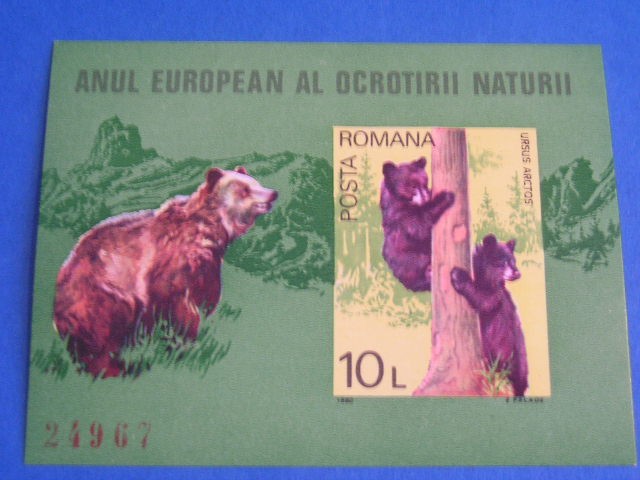 ANUL EUROPEAN AL OCROTIRII NATURII
POSTA ROMANA
URSUS ARCTOS
10 L
1980
24967